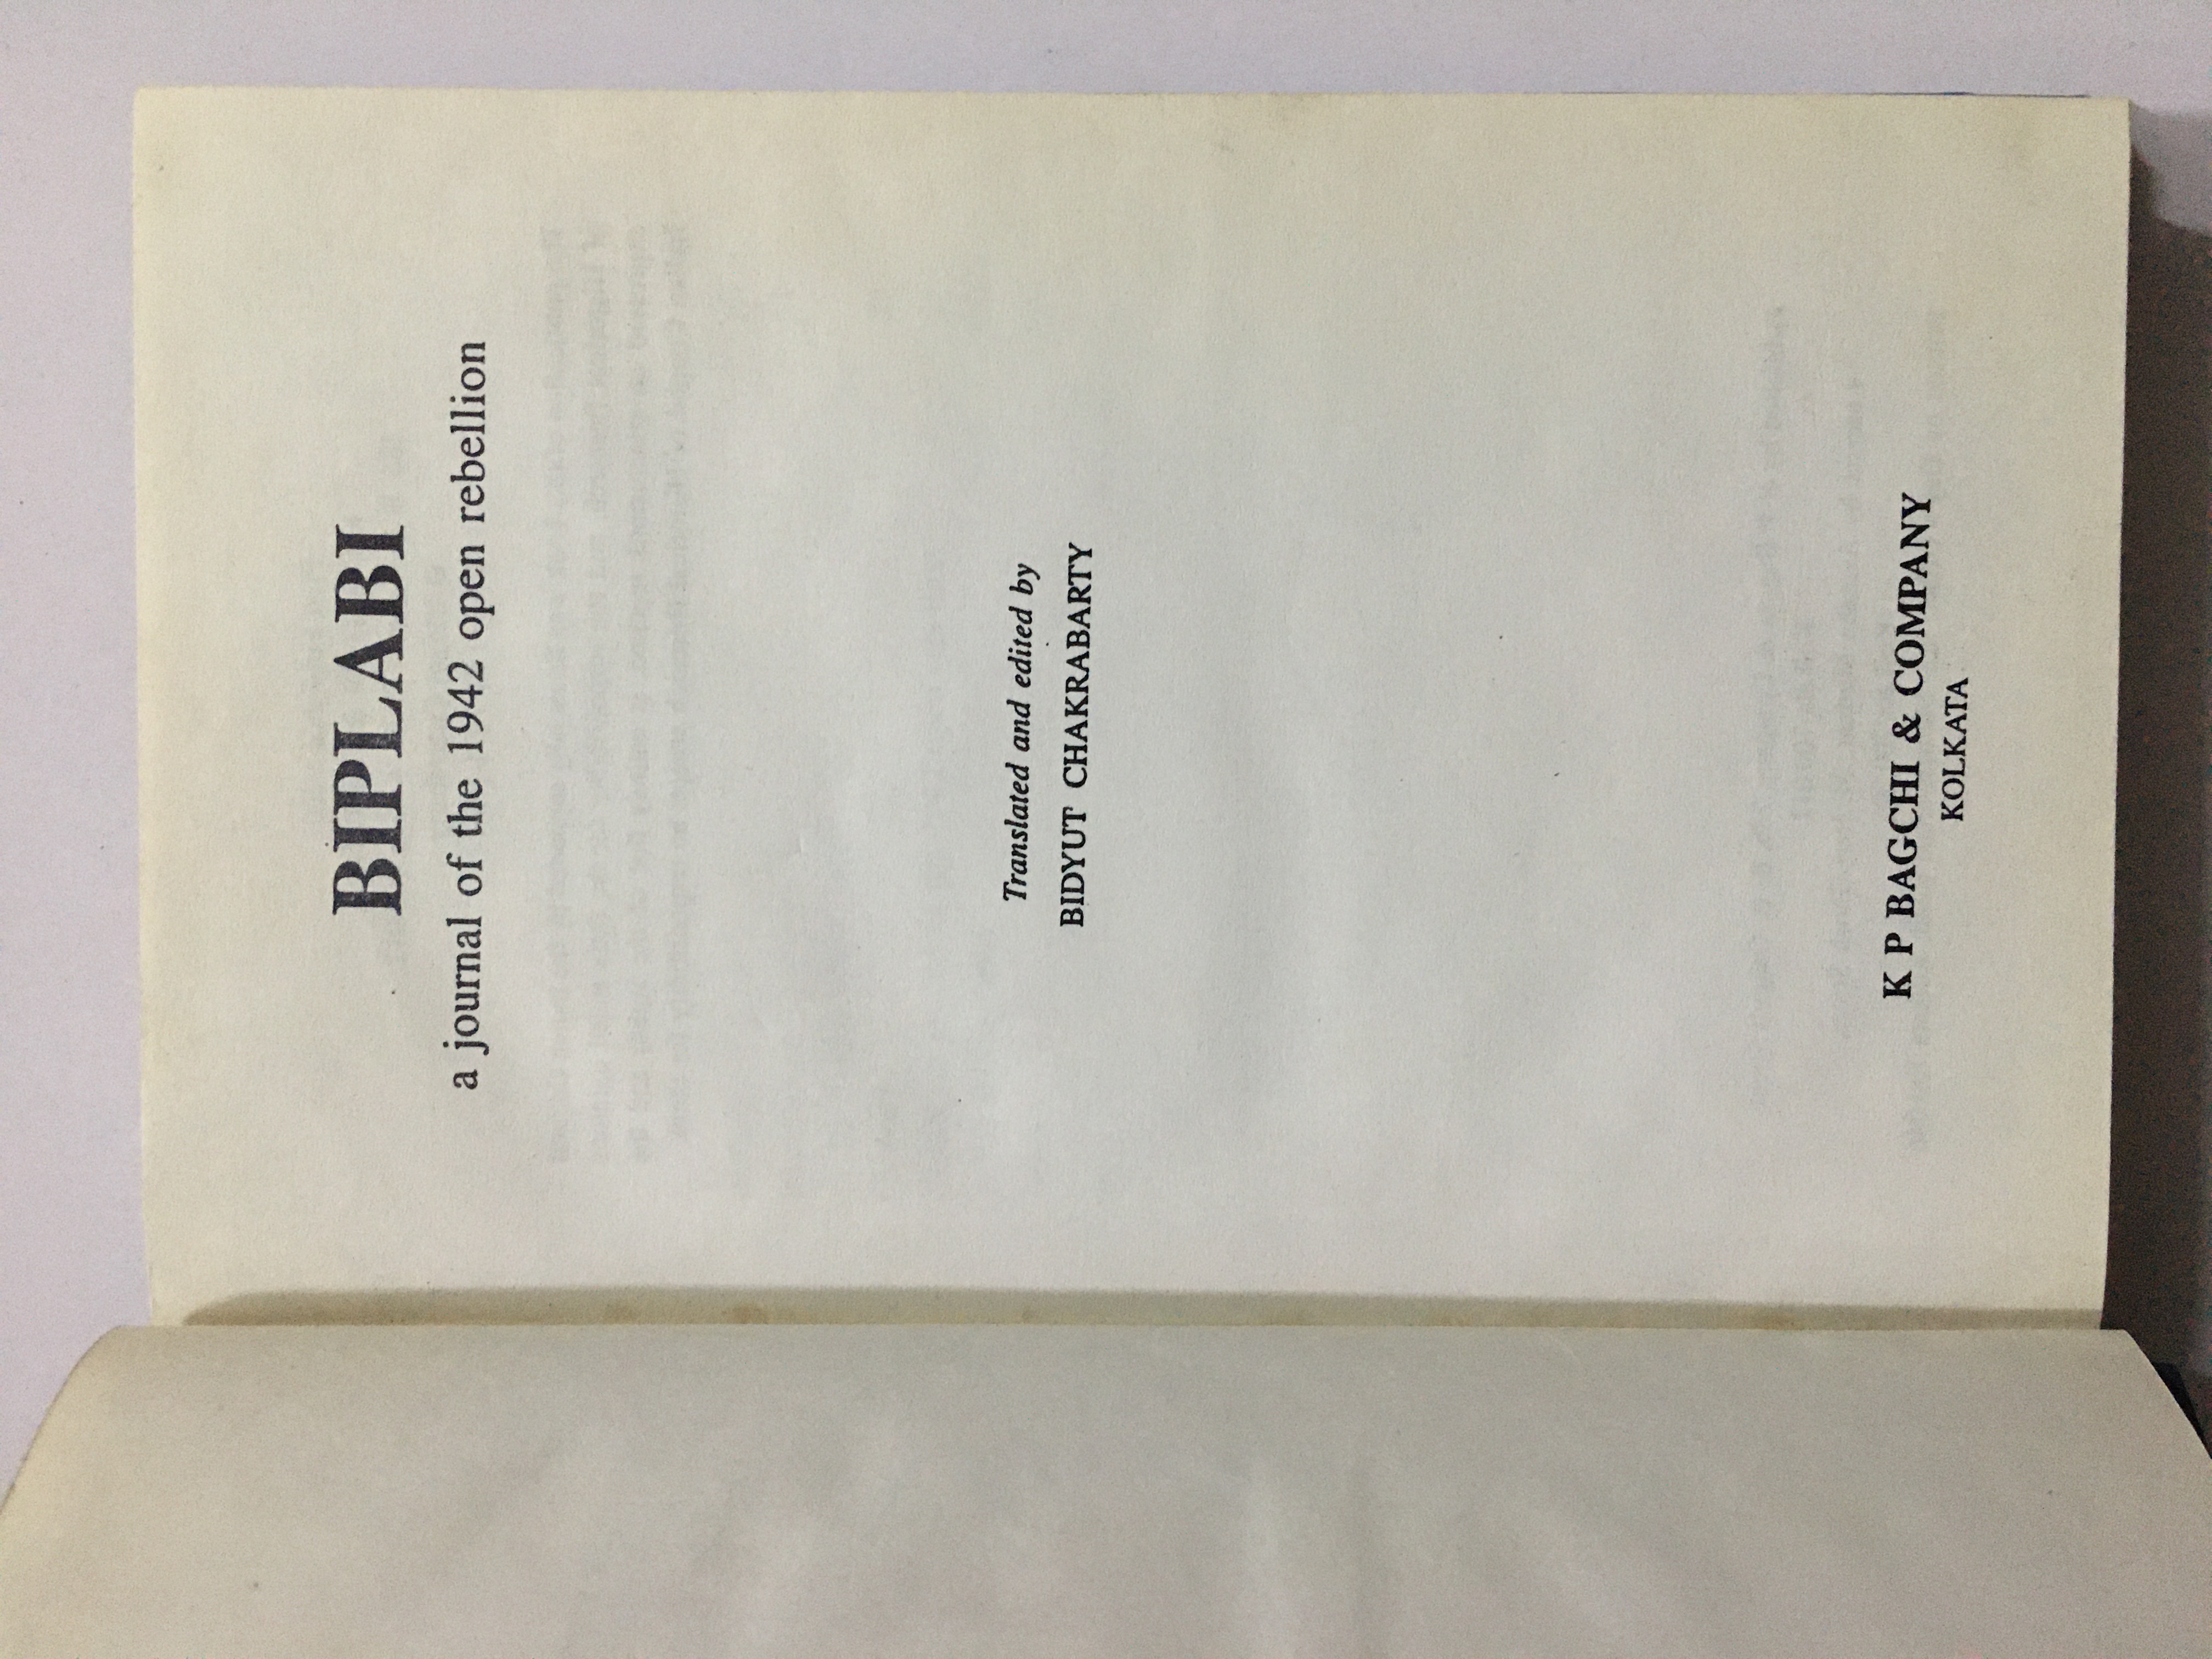 BIPLABI
a journal of the 1942 open rebellion
Translated and edited by
BIDYUT CHAKRABARTY
K P BAGCHI & COMPANY
KOLKATA